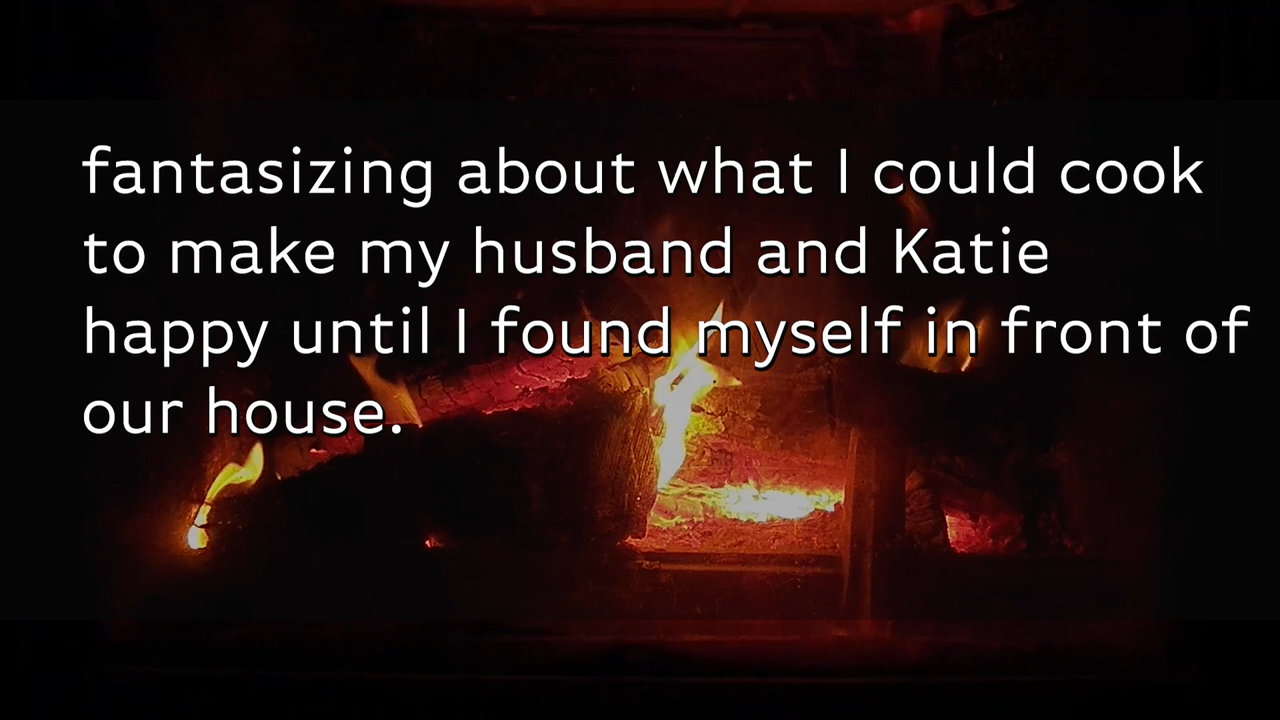 fantasizing about what I could cook
to make my husband and Katie
happy until I found myself in front of
our house.